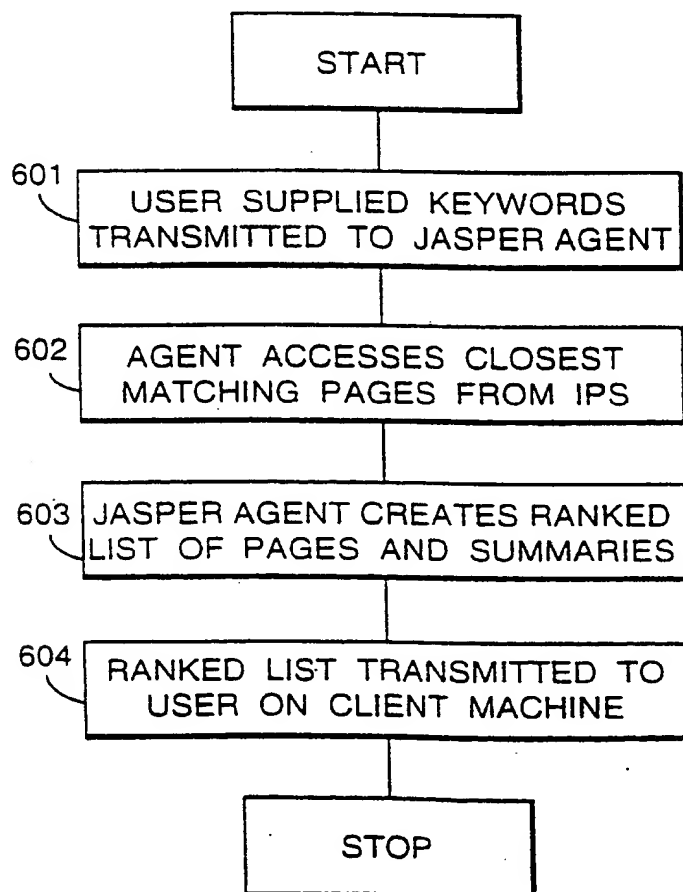 START
601
USER SUPPLIED KEYWORDS
TRANSMITTED TO JASPER AGENT
602
AGENT ACCESSES CLOSEST
MATCHING PAGES FROM IPS
603
JASPER AGENT CREATES RANKED
LIST OF PAGES AND SUMMARIES
604
RANKED LIST TRANSMITTED TO
USER ON CLIENT MACHINE
STOP